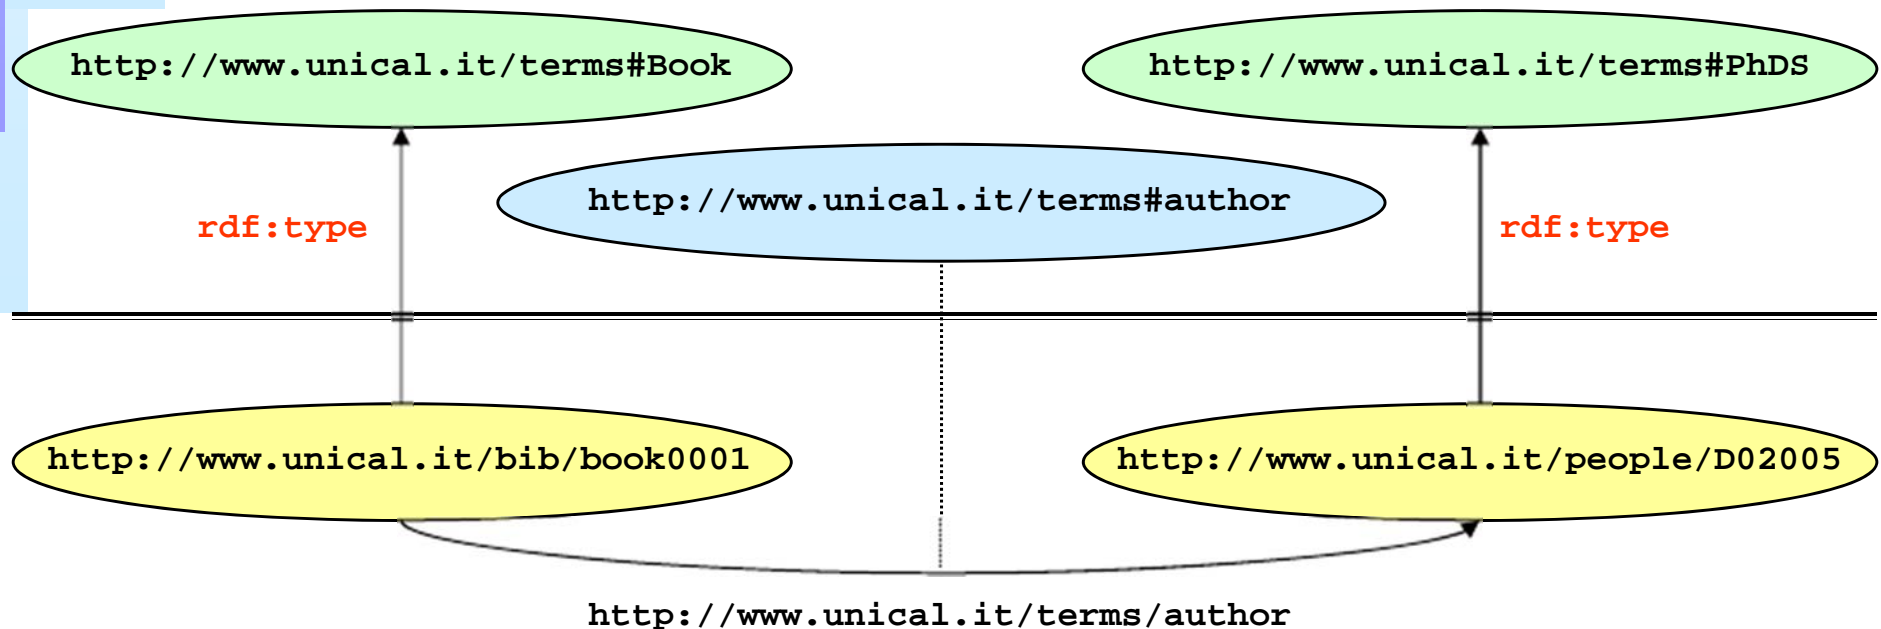 http://www.unical.it/terms#Book
http://www.unical.it/terms#PhDS
http://www.unical.it/terms#author
rdf:type
rdf:type
http://www.unical.it/bib/book0001
http://www.unical.it/people/D02005
http://www.unical.it/terms/author